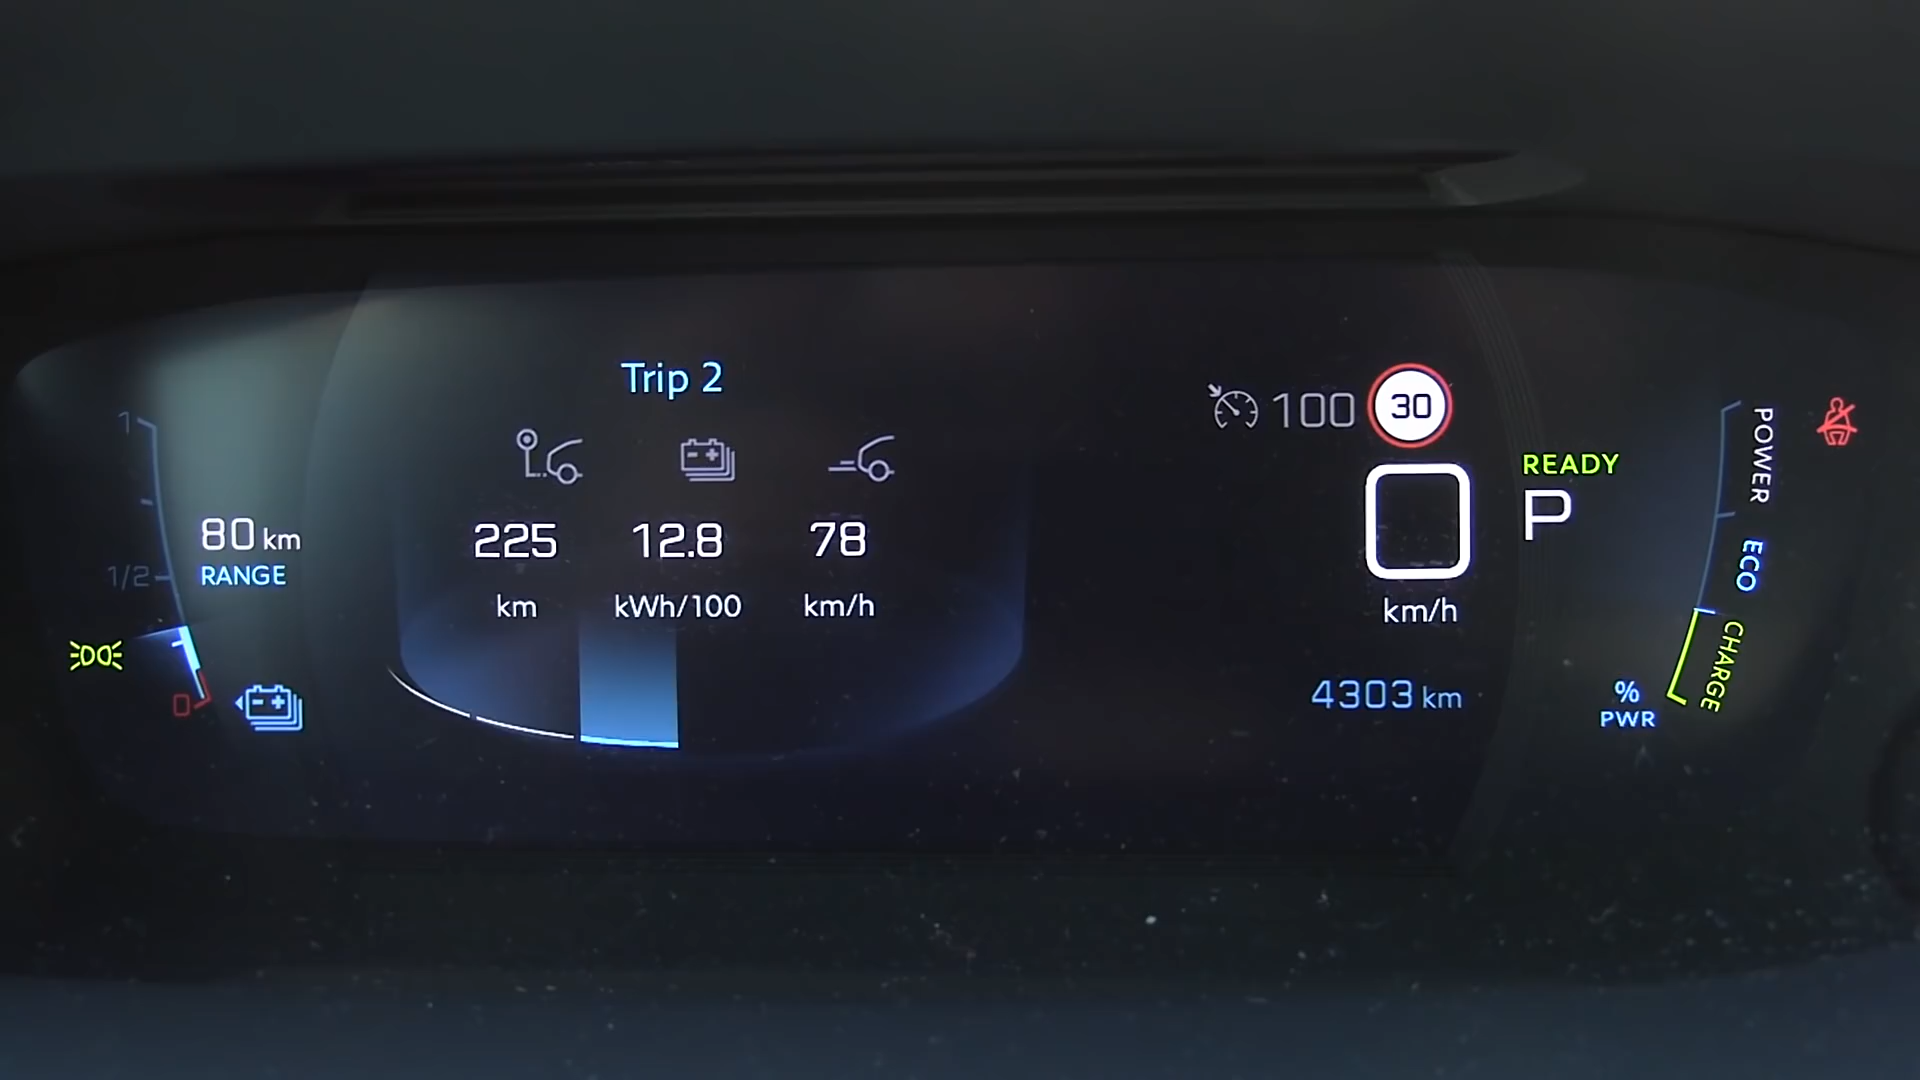 Trip 2
225 12.8 78
km kWh/100 km/h
1
1/2
0
80 km
RANGE
100 30
0
km/h
4303 km
READY
P
POWER
ECO
CHARGE
%
PWR